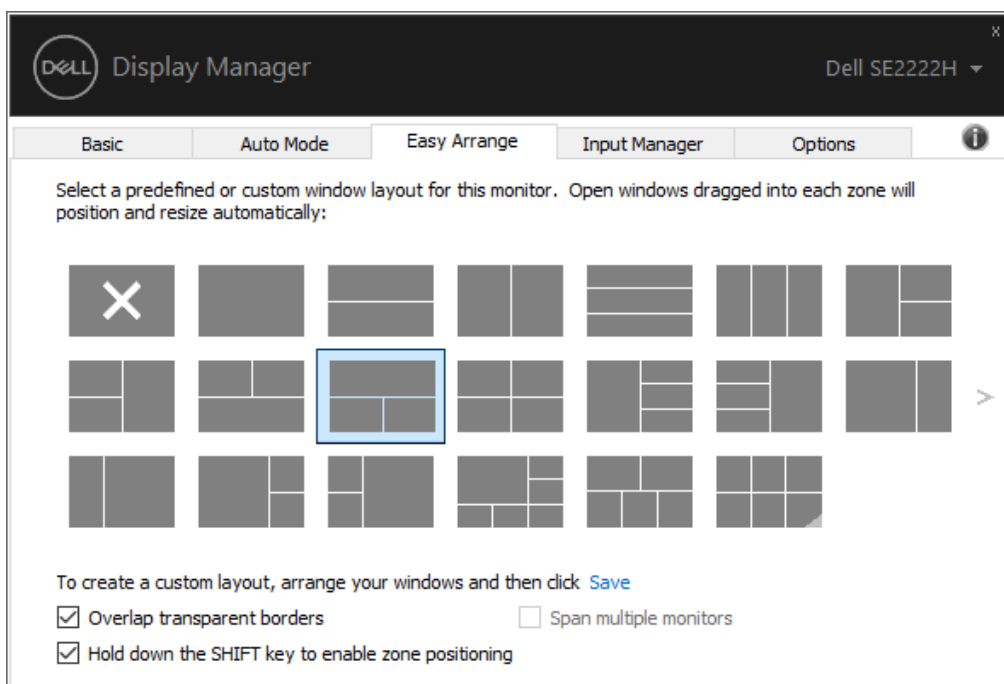 DELL Display Manager
Dell SE2222H
Basic Auto Mode Easy Arrange Input Manager Options
Select a predefined or custom window layout for this monitor. Open windows dragged into each zone will
position and resize automatically:
To create a custom layout, arrange your windows and then click Save
Overlap transparent borders
Span multiple monitors
Hold down the SHIFT key to enable zone positioning